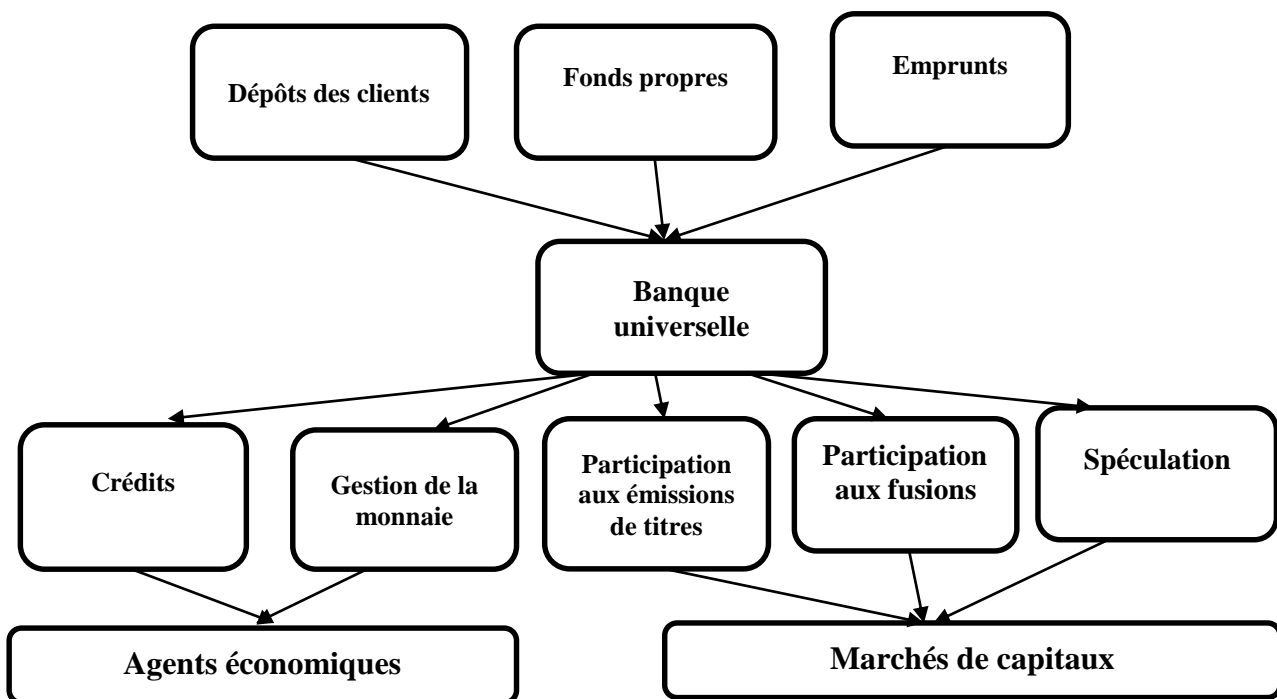 Dépôts des clients
Fonds propres
Emprunts
Banque
universelle
Crédits
Gestion de la
monnaie
Participation
aux émissions
de titres
Participation
aux fusions
Spéculation
Agents économiques
Marchés de capitaux